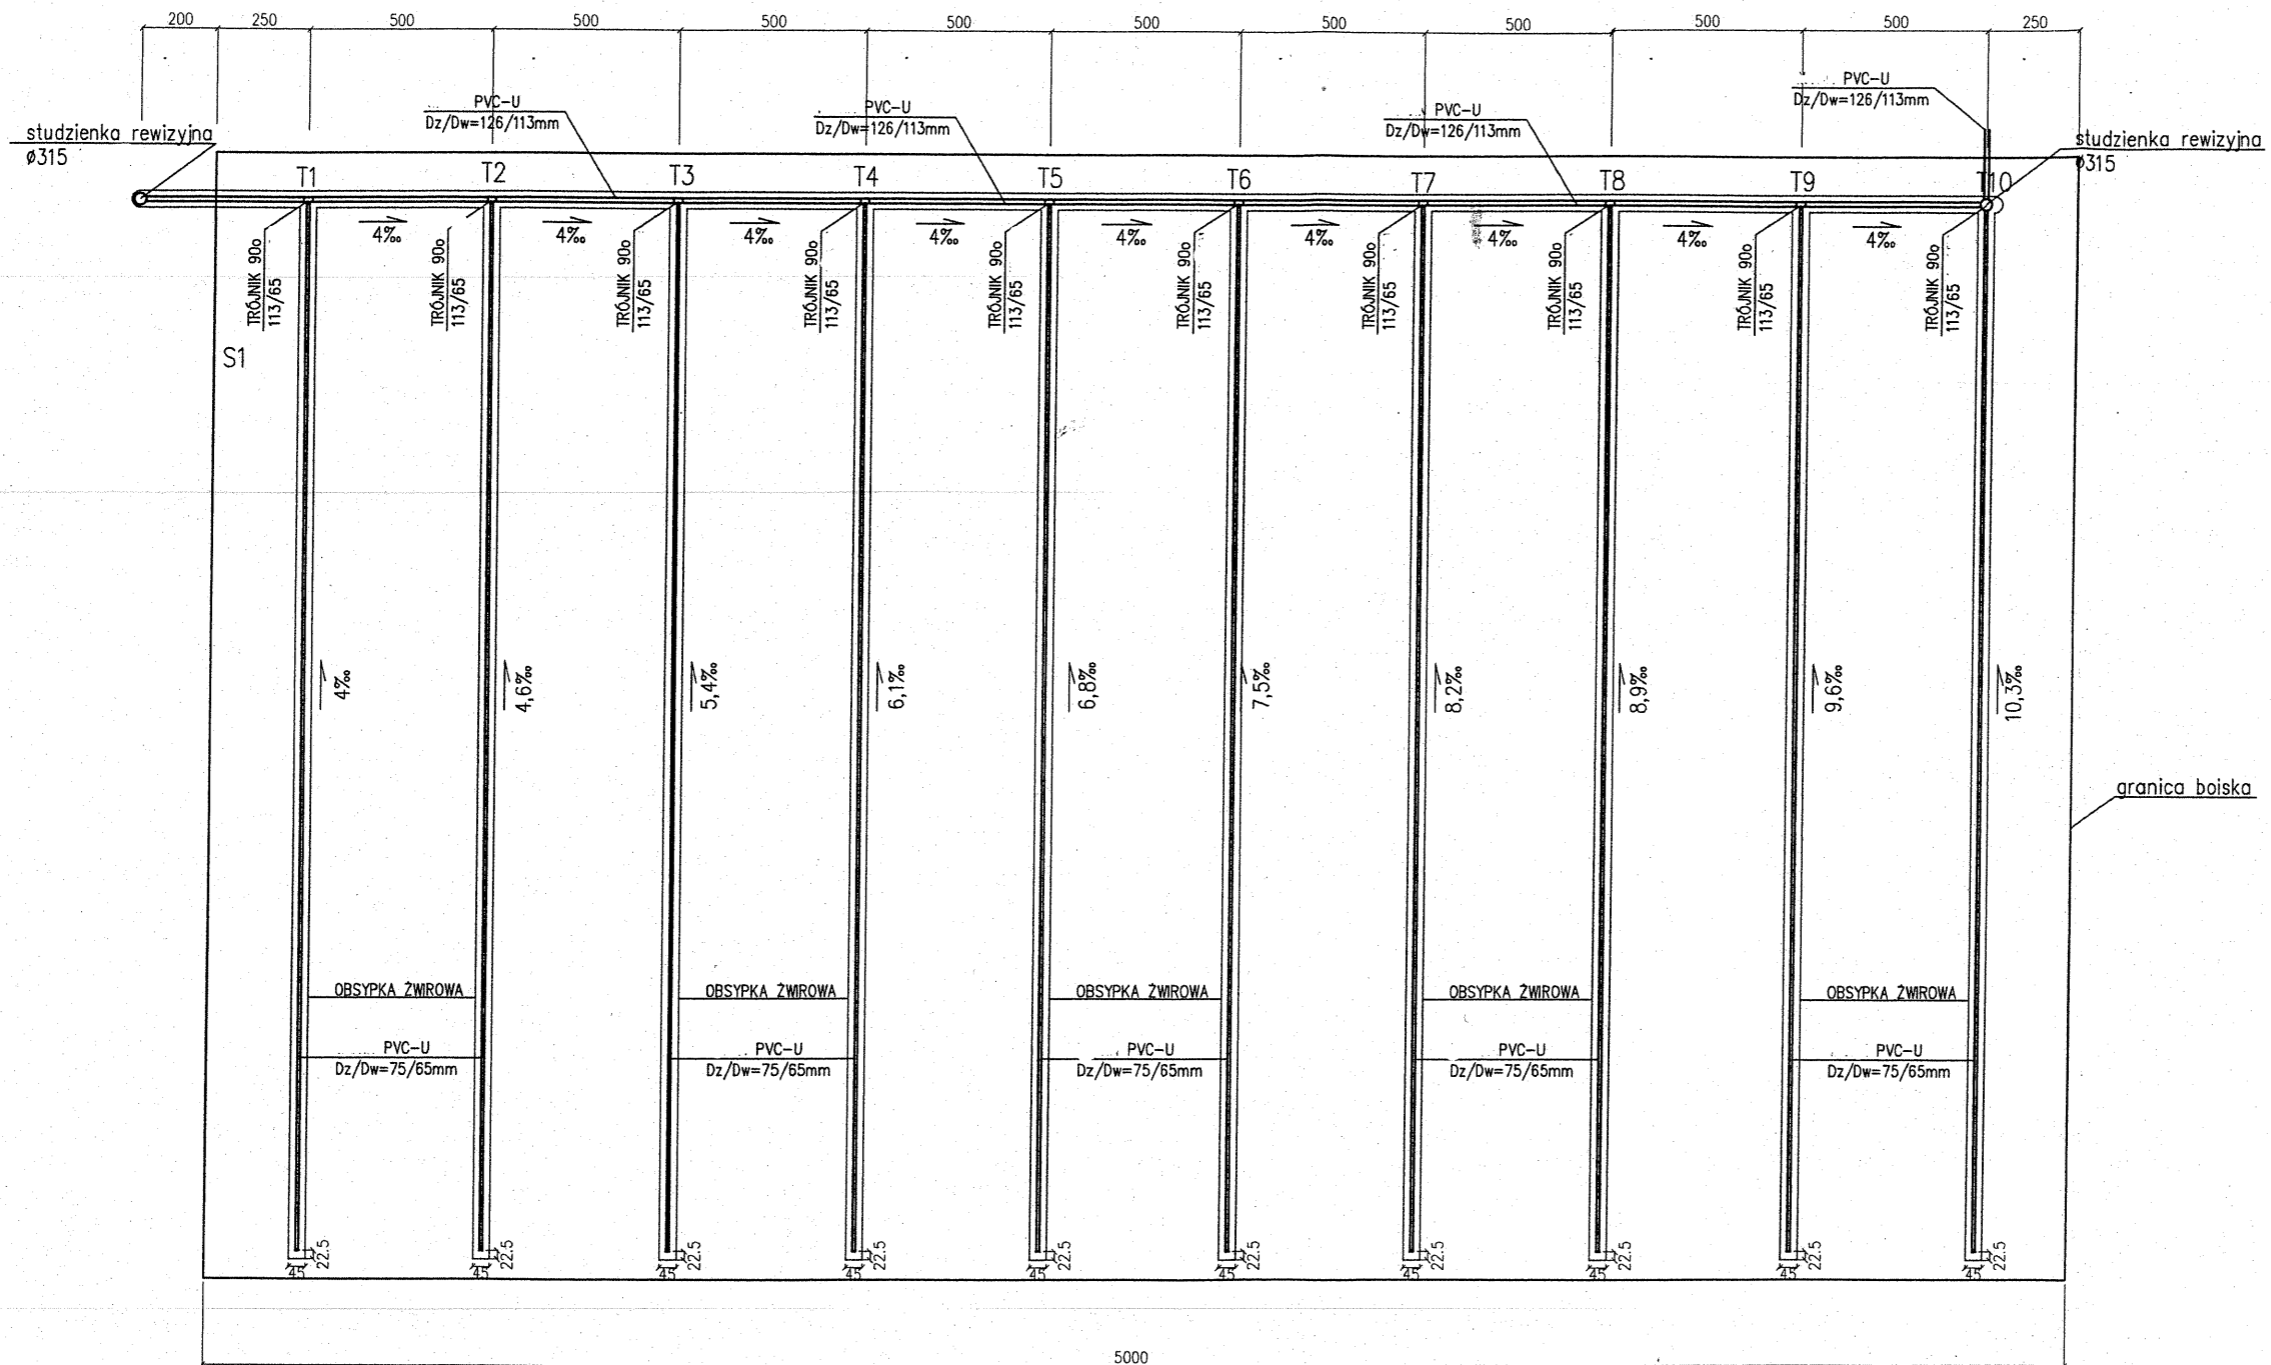 200 250 500 500 500 500 500 500 500 500 500 250
PVC-U
Dz/Dw=126/113mm
PVC-U
Dz/Dw=126/113mm
PVC-U
Dz/Dw=126/113mm
PVC-U
Dz/Dw=126/113mm
studzienka rewizyjna
ø315
studzienka rewizyjna
ø315
T1 T2 T3 T4 T5 T6 T7 T8 T9 T10
4‰ 4‰ 4‰ 4‰ 4‰ 4‰ 4‰ 4‰ 4‰
TRÓJNIK 90o
113/65
TRÓJNIK 90o
113/65
TRÓJNIK 90o
113/65
TRÓJNIK 90o
113/65
TRÓJNIK 90o
113/65
TRÓJNIK 90o
113/65
TRÓJNIK 90o
113/65
TRÓJNIK 90o
113/65
TRÓJNIK 90o
113/65
TRÓJNIK 90o
113/65
S1
4‰ 4,6‰ 5,4‰ 6,1‰ 6,8‰ 7,5‰ 8,2‰ 8,9‰ 9,6‰ 10,3‰
granica boiska
OBSYPKA ŻWIROWA OBSYPKA ŻWIROWA OBSYPKA ŻWIROWA OBSYPKA ŻWIROWA OBSYPKA ŻWIROWA
PVC-U
Dz/Dw=75/65mm
PVC-U
Dz/Dw=75/65mm
PVC-U
Dz/Dw=75/65mm
PVC-U
Dz/Dw=75/65mm
PVC-U
Dz/Dw=75/65mm
22.5 22.5 22.5 22.5 22.5 22.5 22.5 22.5 22.5 22.5
45 45 45 45 45 45 45 45 45 45
5000